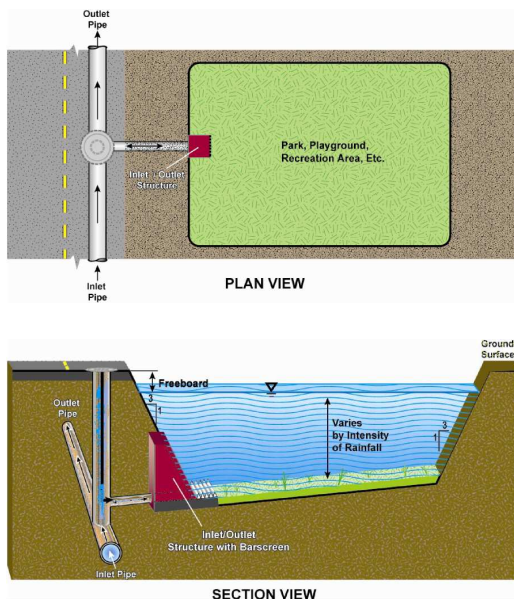 Outlet
Pipe
Park, Playground,
Recreation Area, Etc.
Inlet / Outlet
Structure
Inlet
Pipe
PLAN VIEW
Ground
Surface
Freeboard
3
1
Outlet
Pipe
Varies
by Intensity
of Rainfall
3
1
Inlet/Outlet
Structure with Barscreen
Inlet Pipe
SECTION VIEW